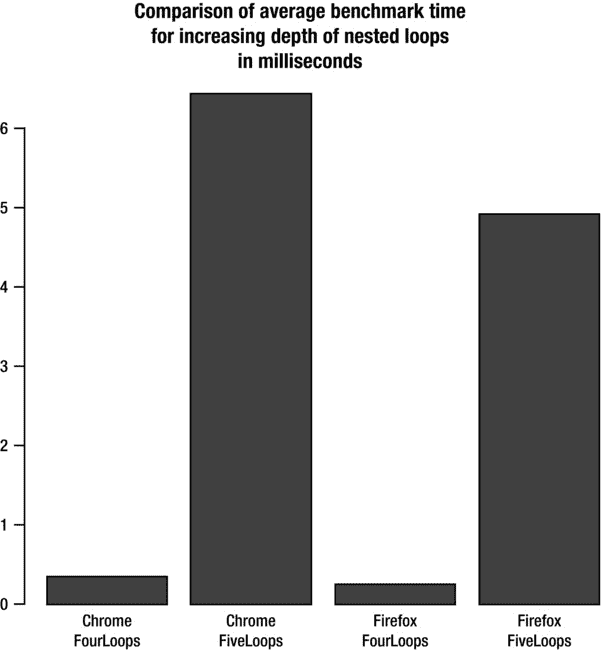 Comparison of average benchmark time
for increasing depth of nested loops
in milliseconds
6
5
4
3
2
1
0
Chrome
FourLoops
Chrome
FiveLoops
Firefox
FourLoops
Firefox
FiveLoops